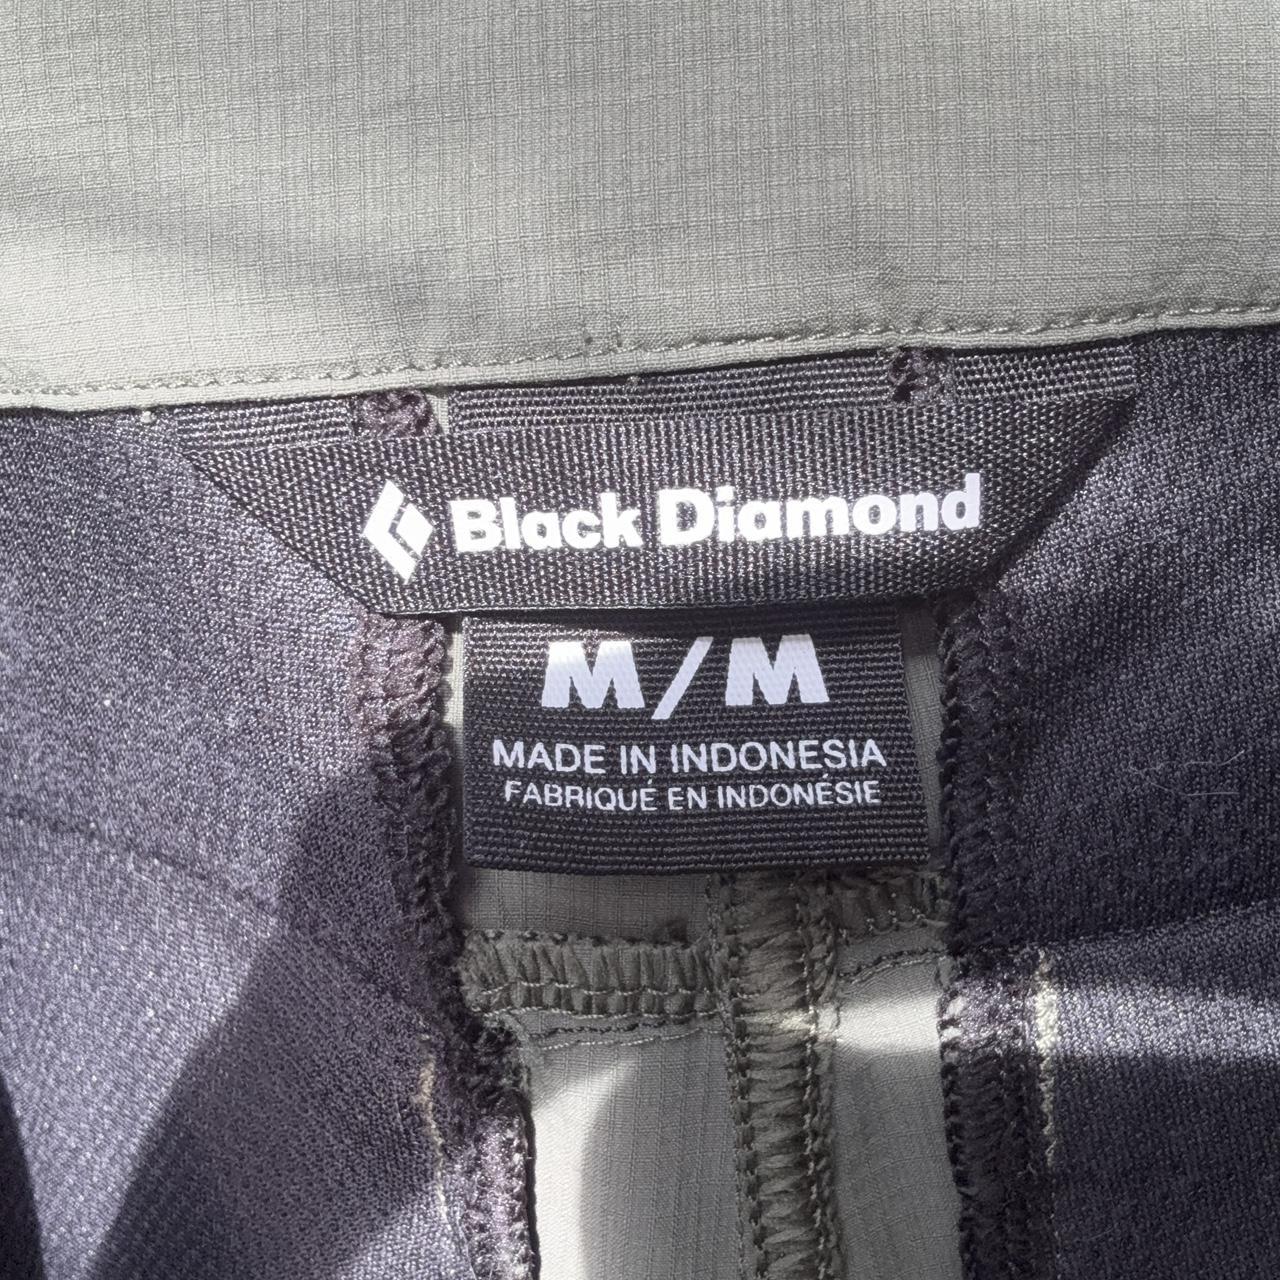 Black Diamond
M/M
MADE IN INDONESIA
FABRIQUÉ EN INDONÉSIE